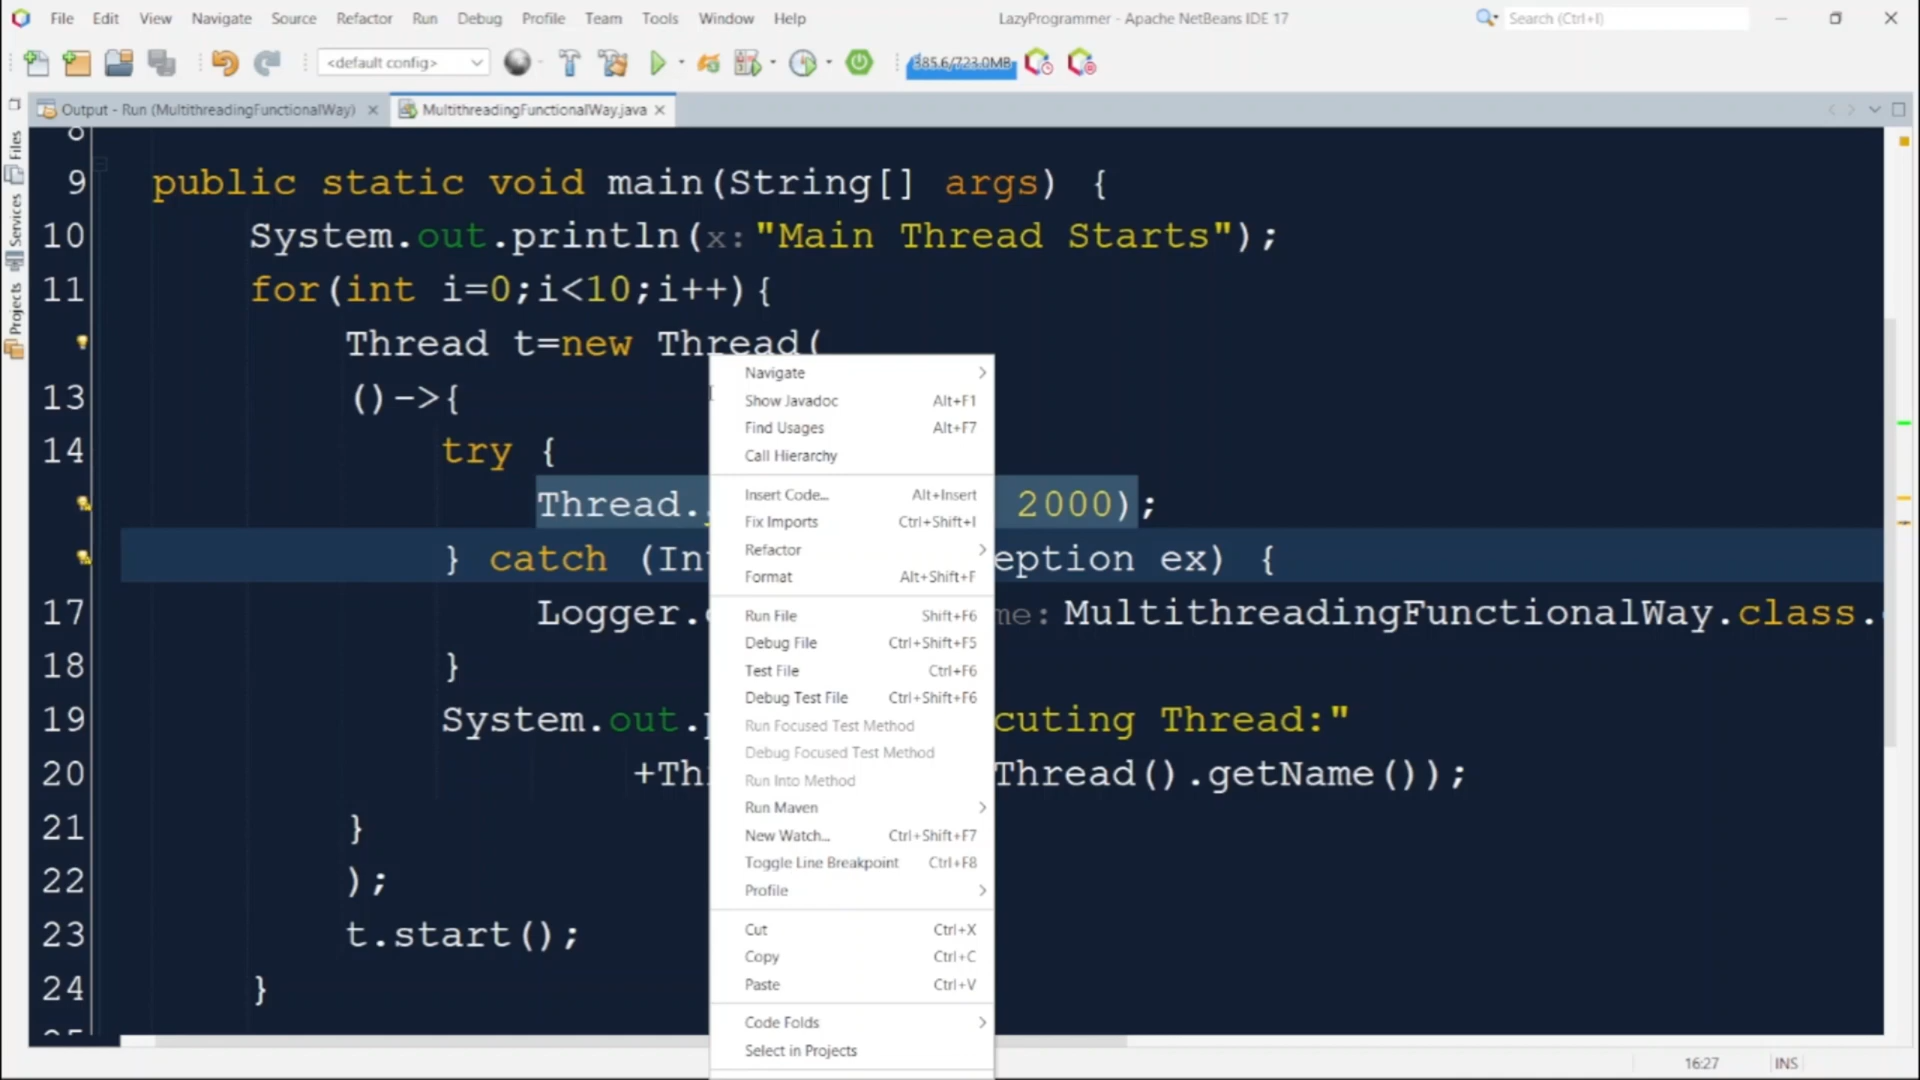 File Edit View Navigate Source Refactor Run Debug Profile Team Tools Window Help LazyProgrammer - Apache NetBeans IDE 17 Search (Ctrl+I)
<default config> 385.6/723.0MB
Output - Run (MultithreadingFunctionalWay) MultithreadingFunctionalWay.java
Files
Services
Projects
8
9 public static void main(String[] args) {
10 System.out.println(x:"Main Thread Starts");
11 for(int i=0;i<10;i++){
Thread t=new Thread(
13 ()->{
14 try {
Thread. 2000);
} catch (In eption ex) {
17 Logger. me: MultithreadingFunctionalWay.class.
18 }
19 System.out. cuting Thread:"
20 +Th Thread().getName());
21 }
22 );
23 t.start();
24 }
Navigate
Show Javadoc Alt+F1
Find Usages Alt+F7
Call Hierarchy
Insert Code... Alt+Insert
Fix Imports Ctrl+Shift+I
Refactor
Format Alt+Shift+F
Run File Shift+F6
Debug File Ctrl+Shift+F5
Test File Ctrl+F6
Debug Test File Ctrl+Shift+F6
Run Focused Test Method
Debug Focused Test Method
Run Into Method
Run Maven
New Watch... Ctrl+Shift+F7
Toggle Line Breakpoint Ctrl+F8
Profile
Cut Ctrl+X
Copy Ctrl+C
Paste Ctrl+V
Code Folds
Select in Projects
16:27 INS